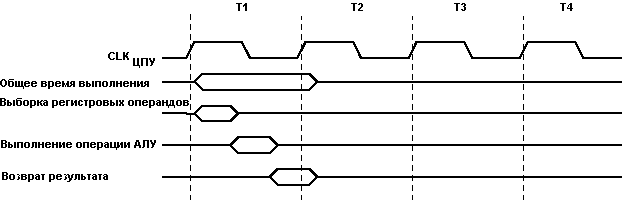 T1 T2 T3 T4
CLK ЦПУ
Общее время выполнения
Выборка регистровых операндов
Выполнение операции АЛУ
Возврат результата